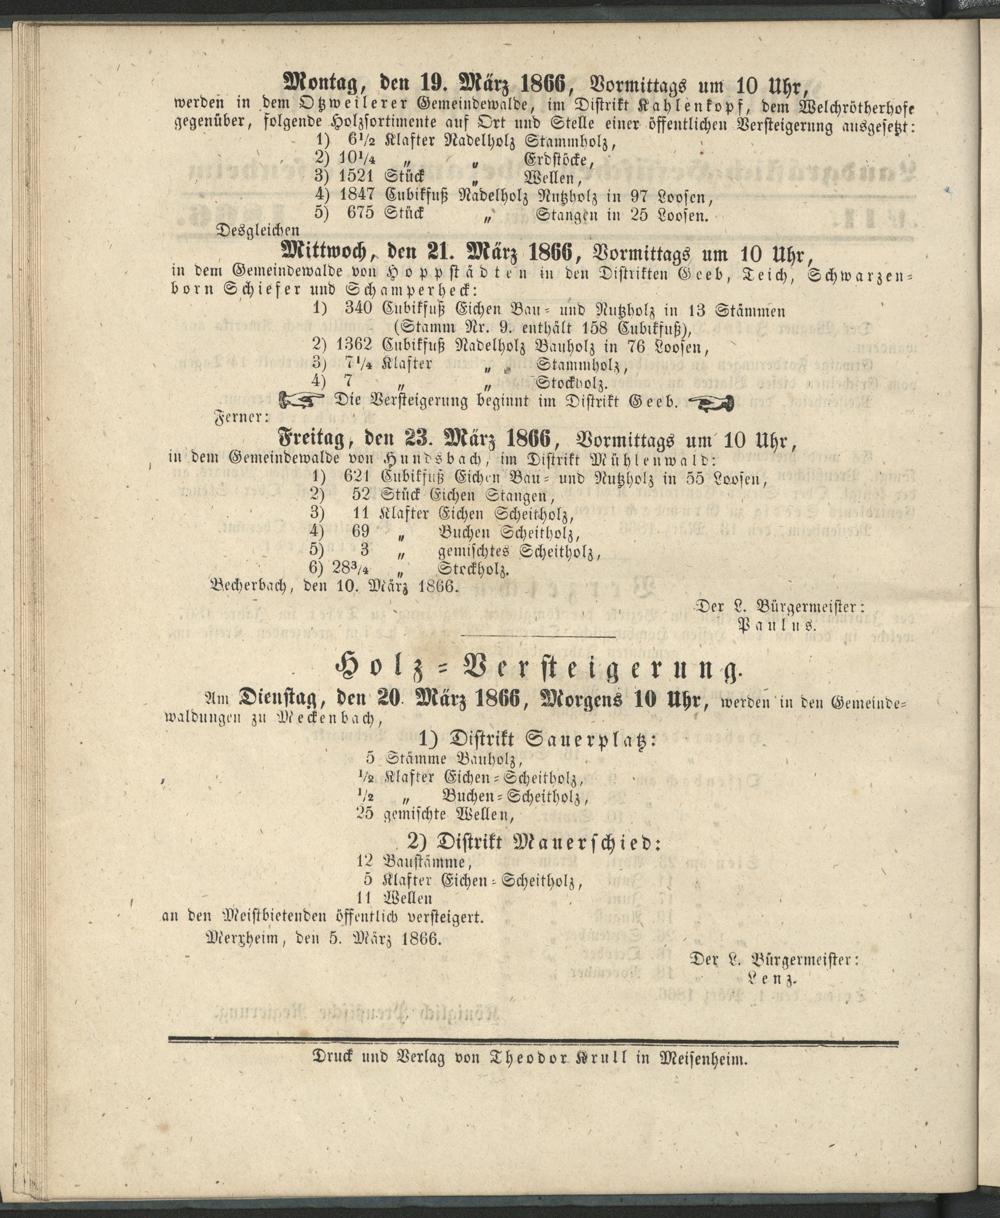 Montag, den 19. März 1866, Vormittags um 10 Uhr,
werden in dem Otzweilerer Gemeindewalde, im Distrikt Kahlenkopf, dem Welchrötherhofe
gegenüber, folgende Holzsortimente auf Ort und Stelle einer öffentlichen Versteigerung ausgesetzt:
1) 6½ Klafter Nadelholz Stammholz,
2) 10¼ „ „ Erdstöcke,
3) 1521 Stück „ Wellen,
4) 1847 Cubikfuß Nadelholz Nutzholz in 97 Loosen,
5) 675 Stück „ Stangen in 25 Loosen.
Desgleichen
Mittwoch, den 21. März 1866, Vormittags um 10 Uhr,
in dem Gemeindewalde von Hoppstädten in den Distrikten Geeb, Teich, Schwarzen-
born Schiefer und Schamperheck:
1) 340 Cubikfuß Eichen Bau- und Nutzholz in 13 Stämmen
(Stamm Nr. 9. enthält 158 Cubikfuß),
2) 1362 Cubikfuß Nadelholz Bauholz in 76 Loosen,
3) 7¼ Klafter „ „ Stammholz,
4) 7 „ „ Stockholz.
☞ Die Versteigerung beginnt im Distrikt Geeb. ☜
Ferner:
Freitag, den 23. März 1866, Vormittags um 10 Uhr,
in dem Gemeindewalde von Hundsbach, im Distrikt Mühlenwald:
1) 621 Cubikfuß Eichen Bau- und Nutzholz in 55 Loosen,
2) 52 Stück Eichen Stangen,
3) 11 Klafter Eichen Scheitholz,
4) 69 „ Buchen Scheitholz,
5) 3 „ gemischtes Scheitholz,
6) 28¾ „ Stockholz.
Becherbach, den 10. März 1866.
Der L. Bürgermeister:
Paulus.
Holz-Versteigerung.
Am Dienstag, den 20. März 1866, Morgens 10 Uhr, werden in den Gemeinde-
waldungen zu Meckenbach,
1) Distrikt Sauerplatz:
5 Stämme Bauholz,
½ Klafter Eichen-Scheitholz,
½ „ Buchen-Scheitholz,
25 gemischte Wellen,
2) Distrikt Mauerschied:
12 Baustämme,
5 Klafter Eichen-Scheitholz,
11 Wellen
an den Meistbietenden öffentlich versteigert.
Merxheim, den 5. März 1866.
Der L. Bürgermeister:
Lenz.
Druck und Verlag von Theodor Krull in Meisenheim.